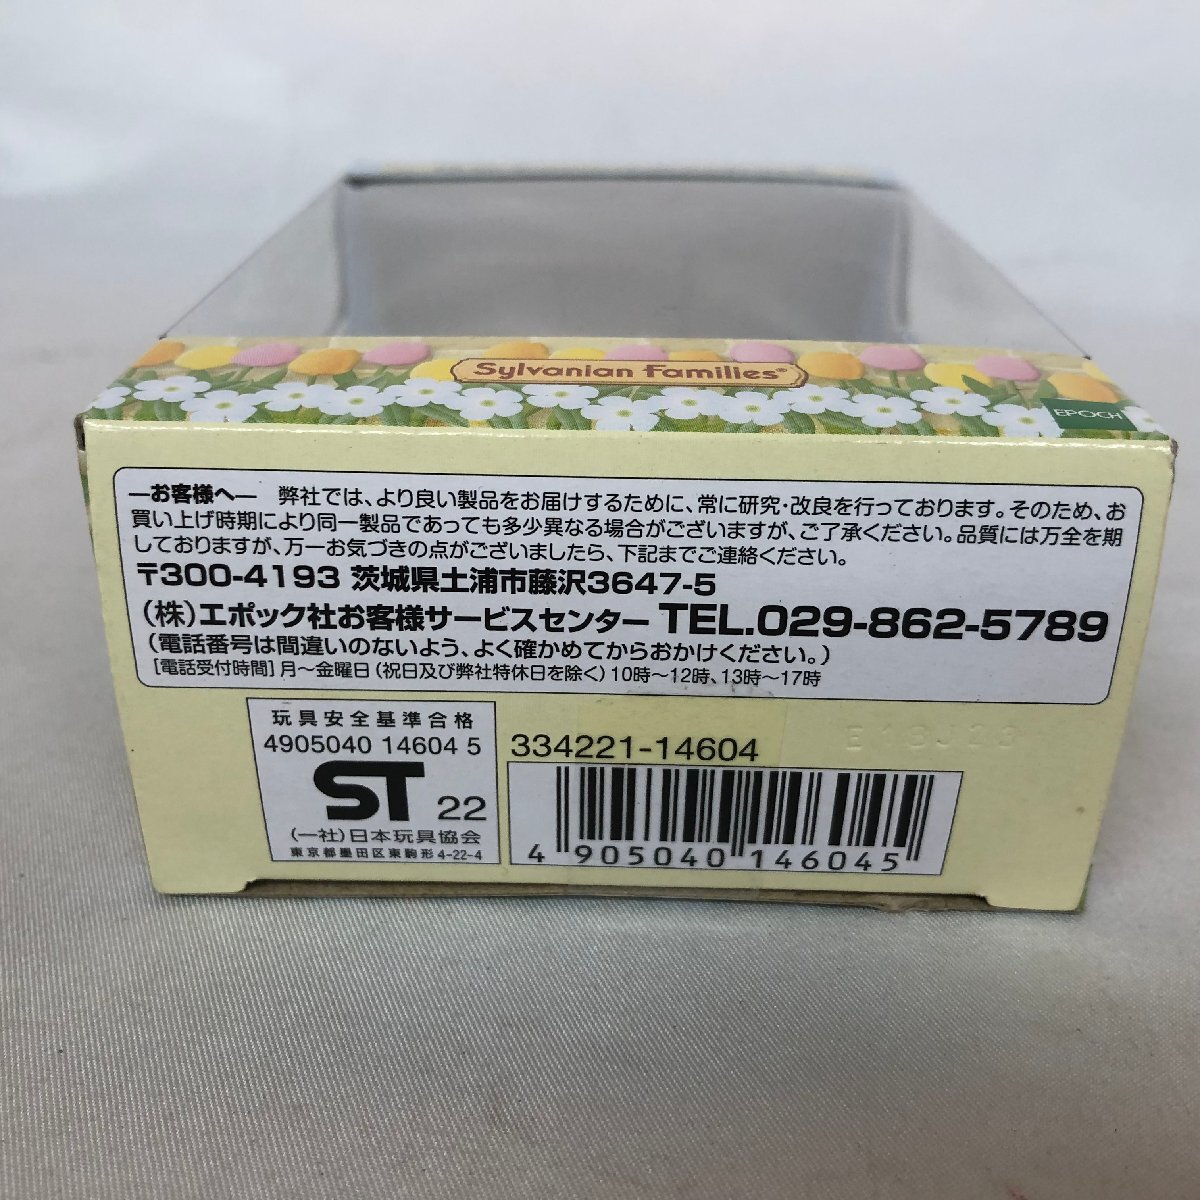 Sylvanian Families®
EPOCH
―お客様へ― 弊社では、より良い製品をお届けするために、常に研究・改良を行っております。そのため、お
買い上げ時期により同一製品であっても多少異なる場合がございますが、ご了承ください。品質には万全を期
しておりますが、万一お気づきの点がございましたら、下記までご連絡ください。
〒300-4193 茨城県土浦市藤沢3647-5
（株）エポック社お客様サービスセンター TEL.029-862-5789
（電話番号は間違いのないよう、よく確かめてからおかけください。）
［電話受付時間］月～金曜日（祝日及び弊社特休日を除く）10時～12時、13時～17時
玩具安全基準合格
4905040 14604 5
ST 22
（一社）日本玩具協会
東京都墨田区東駒形4-22-4
334221-14604
4 905040 146045